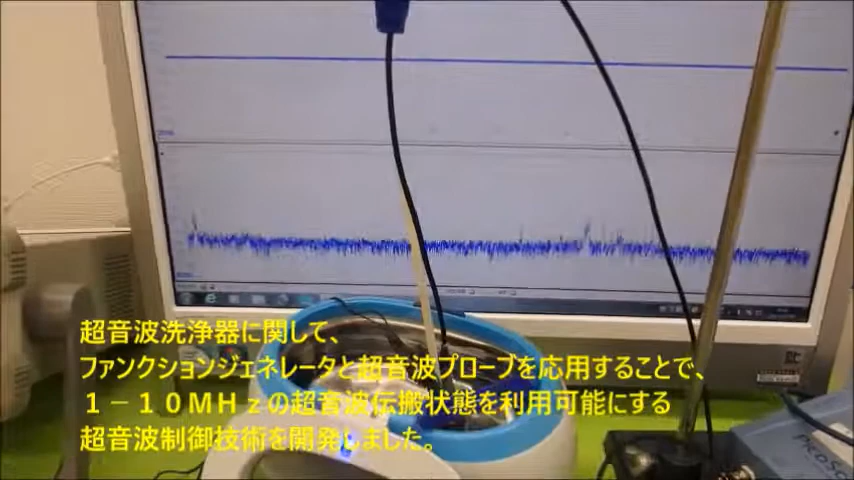 超音波洗浄器に関して、
ファンクションジェネレータと超音波プローブを応用することで、
１－１０ＭＨｚの超音波伝搬状態を利用可能にする
超音波制御技術を開発しました。